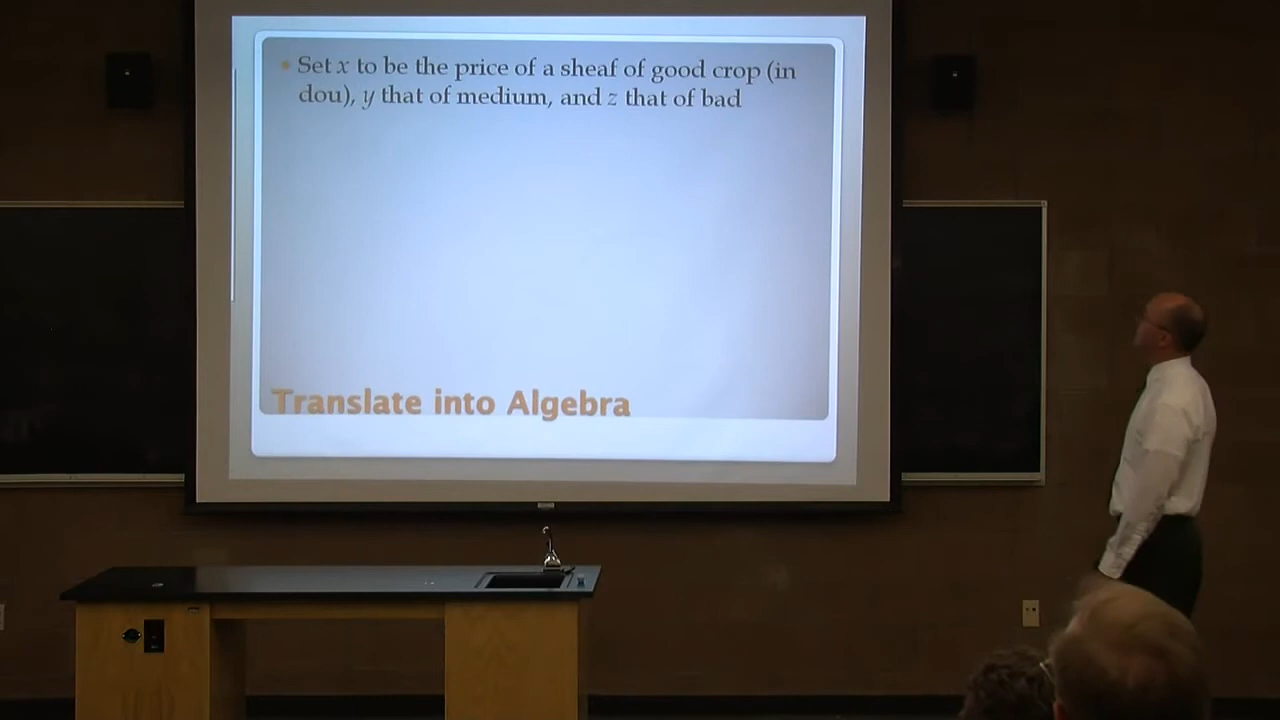 Set x to be the price of a sheaf of good crop (in
dou), y that of medium, and z that of bad
Translate into Algebra